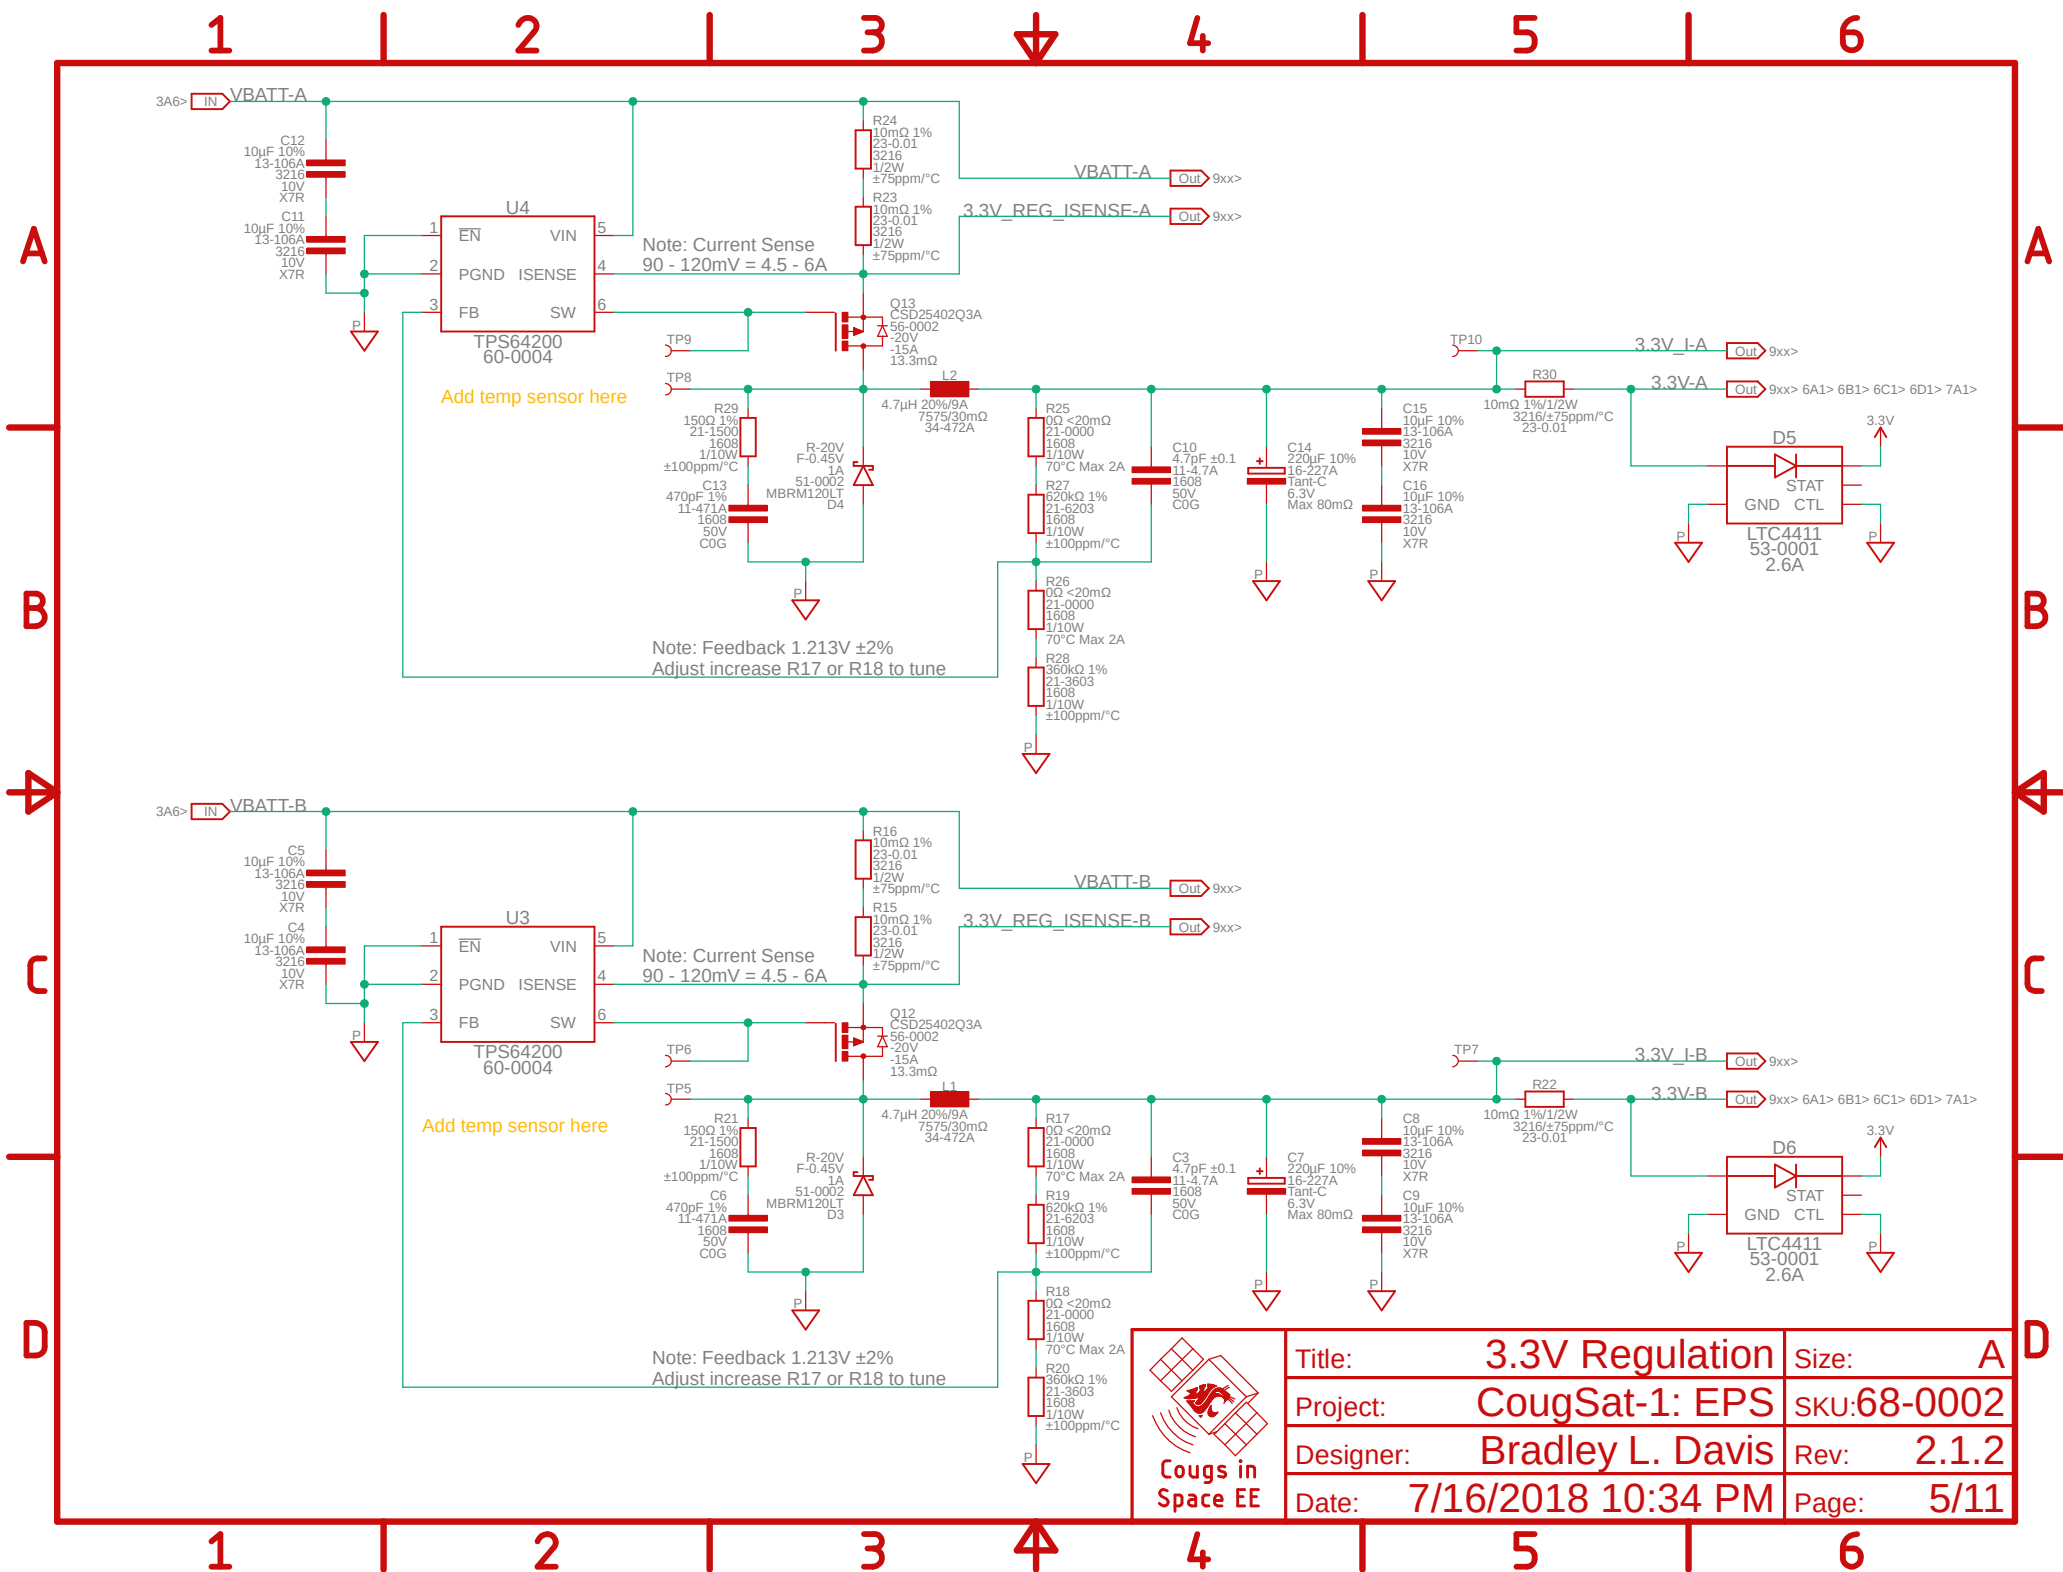 1 2 3 4 5 6
A
A
B
B
C
C
D
D
3A6> IN VBATT-A
C12
10µF 10%
13-106A
3216
10V
X7R
C11
10µF 10%
13-106A
3216
10V
X7R
P
U4
1 EN VIN 5
2 PGND ISENSE 4
3 FB SW 6
TPS64200
60-0004
Add temp sensor here
Note: Current Sense
90 - 120mV = 4.5 - 6A
R24
10mΩ 1%
23-0.01
3216
1/2W
±75ppm/°C
R23
10mΩ 1%
23-0.01
3216
1/2W
±75ppm/°C
VBATT-A Out 9xx>
3.3V_REG_ISENSE-A Out 9xx>
Q13
CSD25402Q3A
56-0002
-20V
-15A
13.3mΩ
TP9
TP8
R29
150Ω 1%
21-1500
1608
1/10W
±100ppm/°C
C13
470pF 1%
11-471A
1608
50V
C0G
R-20V
F-0.45V
1A
51-0002
MBRM120LT
D4
P
L2
4.7µH 20%/9A
7575/30mΩ
34-472A
R25
0Ω <20mΩ
21-0000
1608
1/10W
70°C Max 2A
R27
620kΩ 1%
21-6203
1608
1/10W
±100ppm/°C
R26
0Ω <20mΩ
21-0000
1608
1/10W
70°C Max 2A
R28
360kΩ 1%
21-3603
1608
1/10W
±100ppm/°C
P
C10
4.7pF ±0.1
11-4.7A
1608
50V
C0G
C14
220µF 10%
16-227A
Tant-C
6.3V
Max 80mΩ
P
C15
10µF 10%
13-106A
3216
10V
X7R
C16
10µF 10%
13-106A
3216
10V
X7R
P
Note: Feedback 1.213V ±2%
Adjust increase R17 or R18 to tune
TP10
3.3V_I-A Out 9xx>
R30
10mΩ 1%/1/2W
3216/±75ppm/°C
23-0.01
3.3V-A Out 9xx> 6A1> 6B1> 6C1> 6D1> 7A1>
3.3V
D5
STAT
GND CTL
LTC4411
53-0001
2.6A
P
P
3A6> IN VBATT-B
C5
10µF 10%
13-106A
3216
10V
X7R
C4
10µF 10%
13-106A
3216
10V
X7R
P
U3
1 EN VIN 5
2 PGND ISENSE 4
3 FB SW 6
TPS64200
60-0004
Add temp sensor here
Note: Current Sense
90 - 120mV = 4.5 - 6A
R16
10mΩ 1%
23-0.01
3216
1/2W
±75ppm/°C
R15
10mΩ 1%
23-0.01
3216
1/2W
±75ppm/°C
VBATT-B Out 9xx>
3.3V_REG_ISENSE-B Out 9xx>
Q12
CSD25402Q3A
56-0002
-20V
-15A
13.3mΩ
TP6
TP5
R21
150Ω 1%
21-1500
1608
1/10W
±100ppm/°C
C6
470pF 1%
11-471A
1608
50V
C0G
R-20V
F-0.45V
1A
51-0002
MBRM120LT
D3
P
L1
4.7µH 20%/9A
7575/30mΩ
34-472A
R17
0Ω <20mΩ
21-0000
1608
1/10W
70°C Max 2A
R19
620kΩ 1%
21-6203
1608
1/10W
±100ppm/°C
R18
0Ω <20mΩ
21-0000
1608
1/10W
70°C Max 2A
R20
360kΩ 1%
21-3603
1608
1/10W
±100ppm/°C
P
C3
4.7pF ±0.1
11-4.7A
1608
50V
C0G
C7
220µF 10%
16-227A
Tant-C
6.3V
Max 80mΩ
P
C8
10µF 10%
13-106A
3216
10V
X7R
C9
10µF 10%
13-106A
3216
10V
X7R
P
Note: Feedback 1.213V ±2%
Adjust increase R17 or R18 to tune
TP7
3.3V_I-B Out 9xx>
R22
10mΩ 1%/1/2W
3216/±75ppm/°C
23-0.01
3.3V-B Out 9xx> 6A1> 6B1> 6C1> 6D1> 7A1>
3.3V
D6
STAT
GND CTL
LTC4411
53-0001
2.6A
P
P
Cougs in
Space EE
Title: 3.3V Regulation Size: A
Project: CougSat-1: EPS SKU: 68-0002
Designer: Bradley L. Davis Rev: 2.1.2
Date: 7/16/2018 10:34 PM Page: 5/11
1 2 3 4 5 6